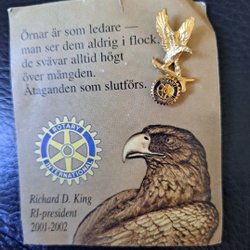 Örnar är som ledare —
man ser dem aldrig i flock.
de svävar alltid högt
över mängden.
Åtaganden som slutförs.
ROTARY
INTERNATIONAL
Richard D. King
RI-president
2001-2002